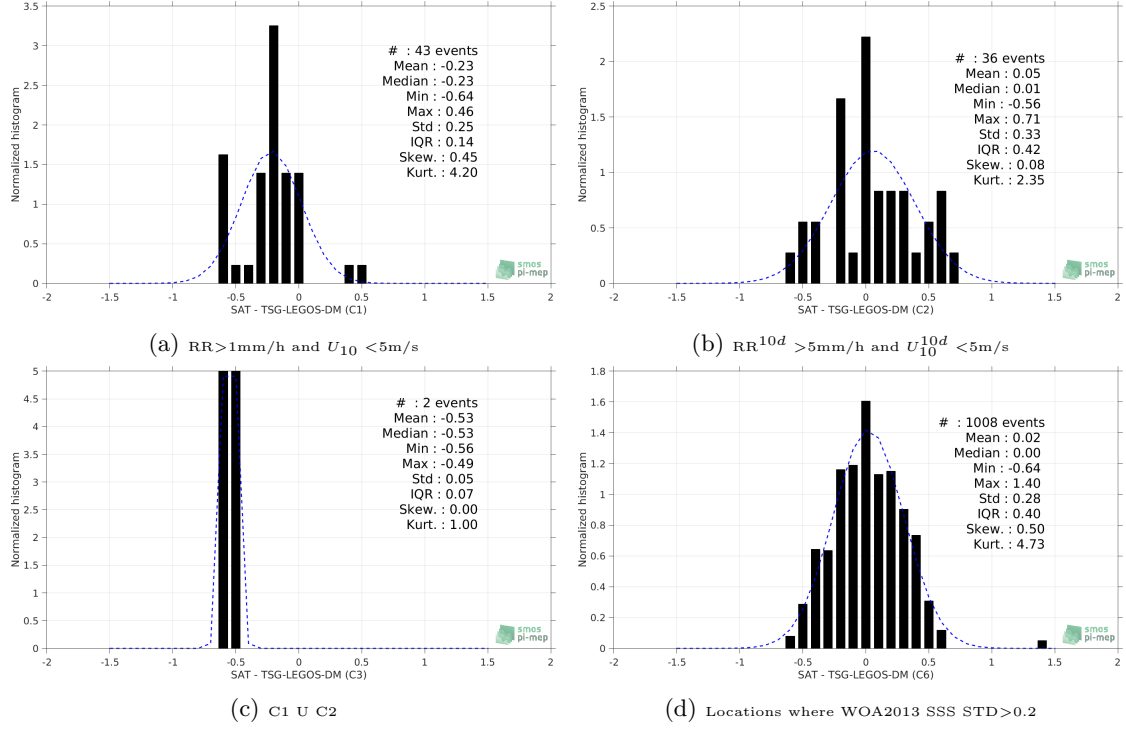 3.5
3
2.5
2
1.5
1
0.5
0
Normalized histogram
# : 43 events
Mean : -0.23
Median : -0.23
Min : -0.64
Max : 0.46
Std : 0.25
IQR : 0.14
Skew. : 0.45
Kurt. : 4.20
smos
pi-mep
-2 -1.5 -1 -0.5 0 0.5 1 1.5 2
SAT - TSG-LEGOS-DM (C1)
(a) RR>1mm/h and U10 <5m/s
2.5
2
1.5
1
0.5
0
Normalized histogram
# : 36 events
Mean : 0.05
Median : 0.01
Min : -0.56
Max : 0.71
Std : 0.33
IQR : 0.42
Skew. : 0.08
Kurt. : 2.35
smos
pi-mep
-2 -1.5 -1 -0.5 0 0.5 1 1.5 2
SAT - TSG-LEGOS-DM (C2)
(b) RR10d >5mm/h and U10 10d <5m/s
5
4.5
4
3.5
3
2.5
2
1.5
1
0.5
0
Normalized histogram
# : 2 events
Mean : -0.53
Median : -0.53
Min : -0.56
Max : -0.49
Std : 0.05
IQR : 0.07
Skew. : 0.00
Kurt. : 1.00
smos
pi-mep
-2 -1.5 -1 -0.5 0 0.5 1 1.5 2
SAT - TSG-LEGOS-DM (C3)
(c) C1 U C2
1.8
1.6
1.4
1.2
1
0.8
0.6
0.4
0.2
0
Normalized histogram
# : 1008 events
Mean : 0.02
Median : 0.00
Min : -0.64
Max : 1.40
Std : 0.28
IQR : 0.40
Skew. : 0.50
Kurt. : 4.73
smos
pi-mep
-2 -1.5 -1 -0.5 0 0.5 1 1.5 2
SAT - TSG-LEGOS-DM (C6)
(d) Locations where WOA2013 SSS STD>0.2